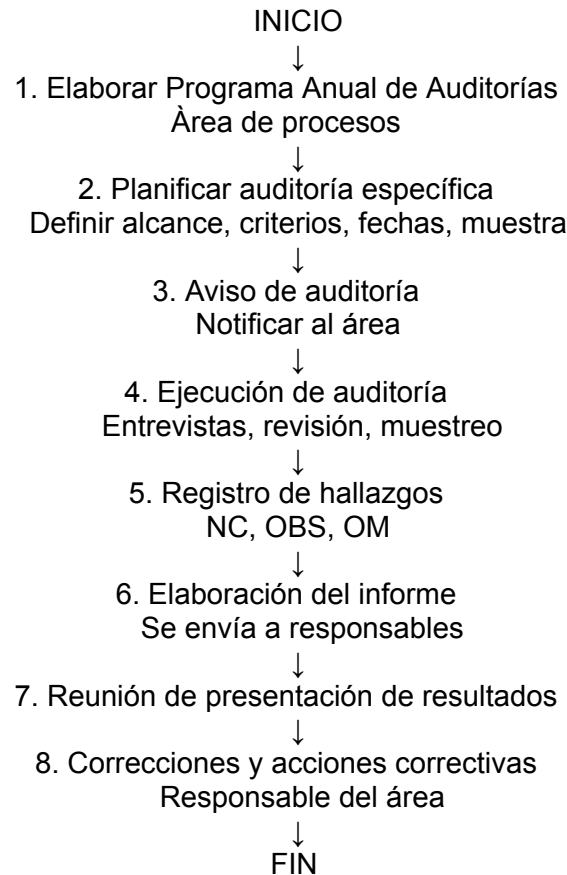 INICIO
↓
1. Elaborar Programa Anual de Auditorías
Àrea de procesos
↓
2. Planificar auditoría específica
Definir alcance, criterios, fechas, muestra
↓
3. Aviso de auditoría
Notificar al área
↓
4. Ejecución de auditoría
Entrevistas, revisión, muestreo
↓
5. Registro de hallazgos
NC, OBS, OM
↓
6. Elaboración del informe
Se envía a responsables
↓
7. Reunión de presentación de resultados
↓
8. Correcciones y acciones correctivas
Responsable del área
↓
FIN